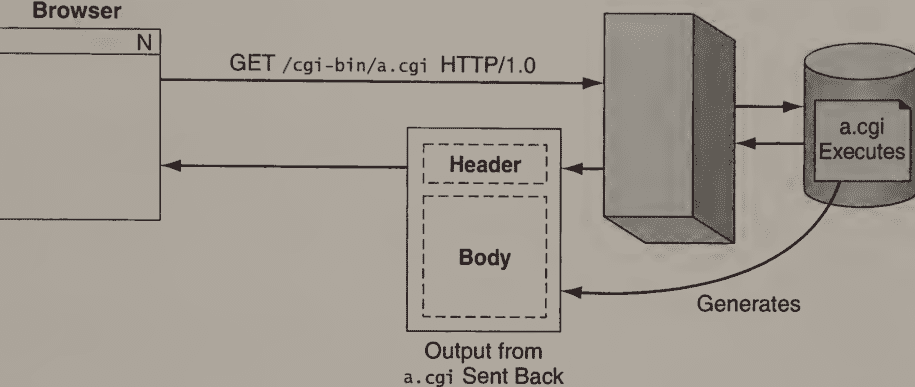 Browser
N
GET /cgi-bin/a.cgi HTTP/1.0
a.cgi
Executes
Header
Body
Generates
Output from
a.cgi Sent Back